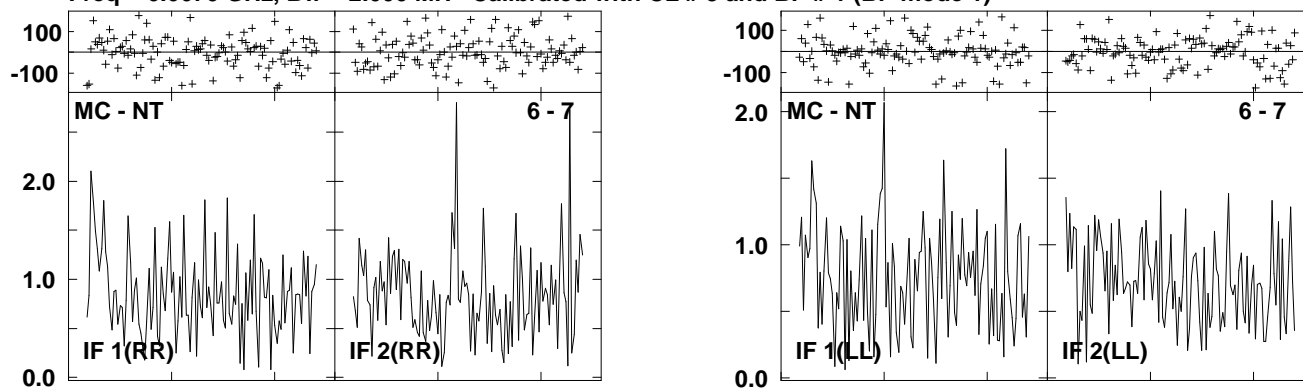 100
-100
MC - NT
6 - 7
2.0
1.0
0.0
IF 1(RR)
IF 2(RR)
100
-100
MC - NT
6 - 7
2.0
1.0
0.0
IF 1(LL)
IF 2(LL)